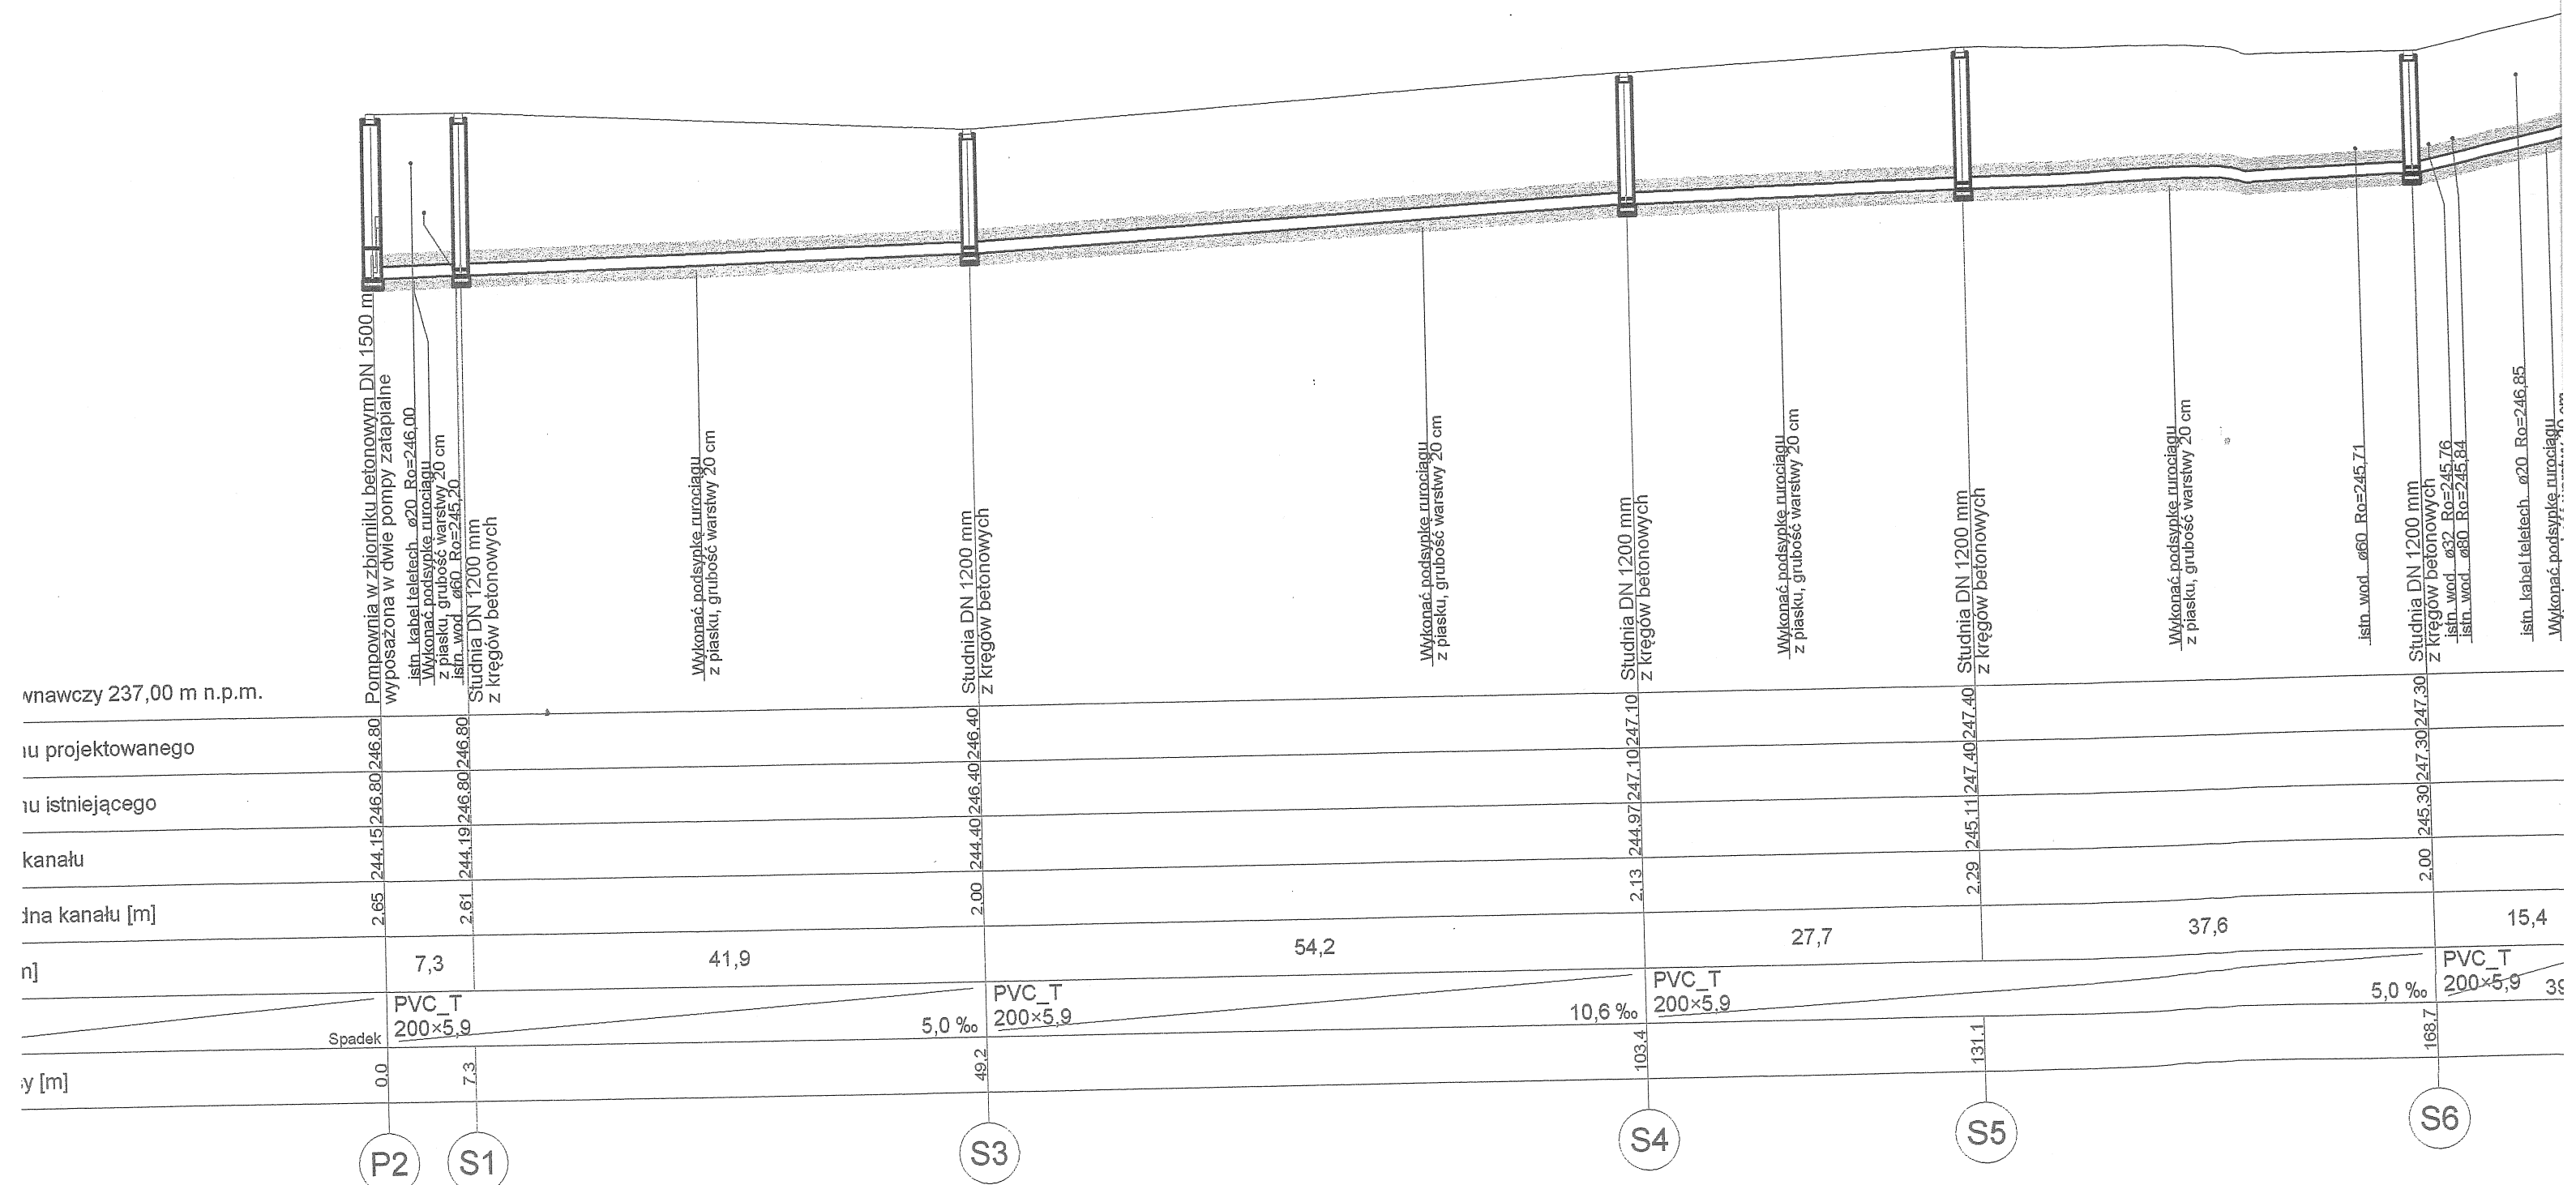 Pompownia w zbiorniku betonowym DN 1500 m
wyposażona w dwie pompy zatapialne
istn. kabel teletech. ø20 Ro=246,00
Wykonać podsypkę rurociągu
z piasku, grubość warstwy 20 cm
istn. wod. ø60 Ro=245,20
Studnia DN 1200 mm
z kręgów betonowych
Wykonać podsypkę rurociągu
z piasku, grubość warstwy 20 cm
Studnia DN 1200 mm
z kręgów betonowych
Wykonać podsypkę rurociągu
z piasku, grubość warstwy 20 cm
Studnia DN 1200 mm
z kręgów betonowych
Wykonać podsypkę rurociągu
z piasku, grubość warstwy 20 cm
Studnia DN 1200 mm
z kręgów betonowych
Wykonać podsypkę rurociągu
z piasku, grubość warstwy 20 cm
istn. wod. ø60 Ro=245,71
Studnia DN 1200 mm
z kręgów betonowych
istn. wod. ø32 Ro=245,76
istn. wod. ø80 Ro=245,84
istn. kabel teletech. ø20 Ro=246,85
Wykonać podsypkę rurociągu
wnawczy 237,00 m n.p.m.
nu projektowanego
246,80 246,80 246,40 247,10 247,40 247,30
nu istniejącego
246,80 246,80 246,40 247,10 247,40 247,30
kanału
244,15 244,19 244,40 244,97 245,11 245,30
dna kanału [m]
2,65 2,61 2,00 2,13 2,29 2,00
n]
7,3 41,9 54,2 27,7 37,6 15,4
Spadek
PVC_T
200×5,9
5,0 ‰
PVC_T
200×5,9
10,6 ‰
PVC_T
200×5,9
5,0 ‰
PVC_T
200×5,9
39
y [m]
0,0 7,3 49,2 103,4 131,1 168,7
P2 S1 S3 S4 S5 S6